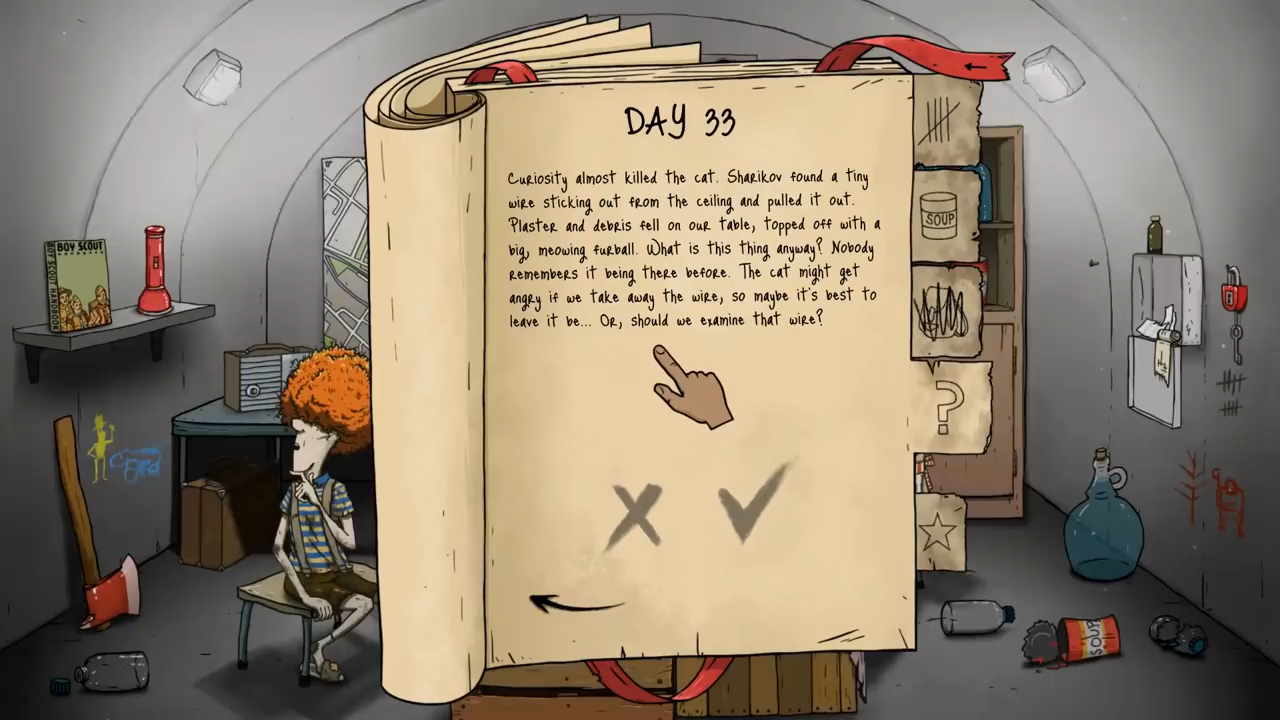 DAY 33
Curiosity almost killed the cat. Sharikov found a tiny
wire sticking out from the ceiling and pulled it out.
Plaster and debris fell on our table, topped off with a
big, meowing furball. What is this thing anyway? Nobody
remembers it being there before. The cat might get
angry if we take away the wire, so maybe it's best to
leave it be... Or, should we examine that wire?
SOUP
BOY SCOUT
BOY SCOUT HANDBOOK
SOUP